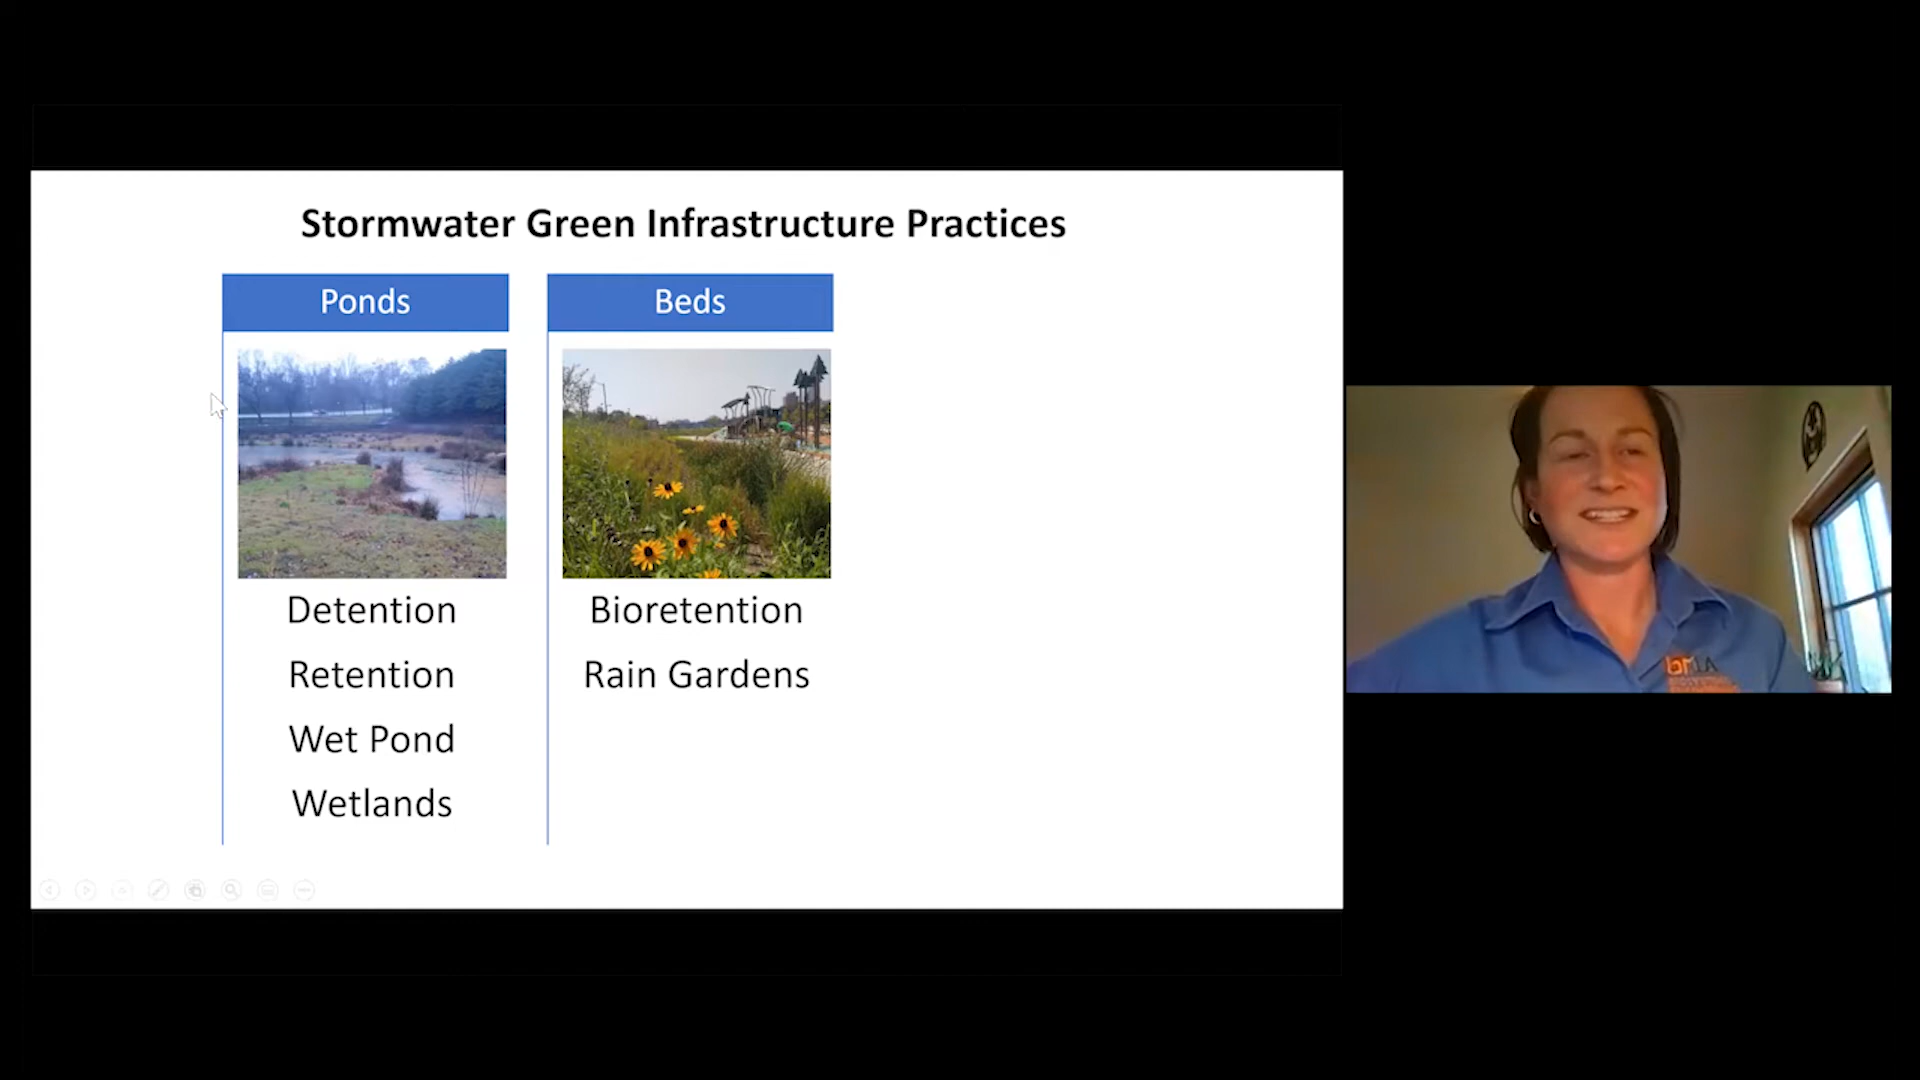 Stormwater Green Infrastructure Practices
Ponds
Detention
Retention
Wet Pond
Wetlands
Beds
Bioretention
Rain Gardens